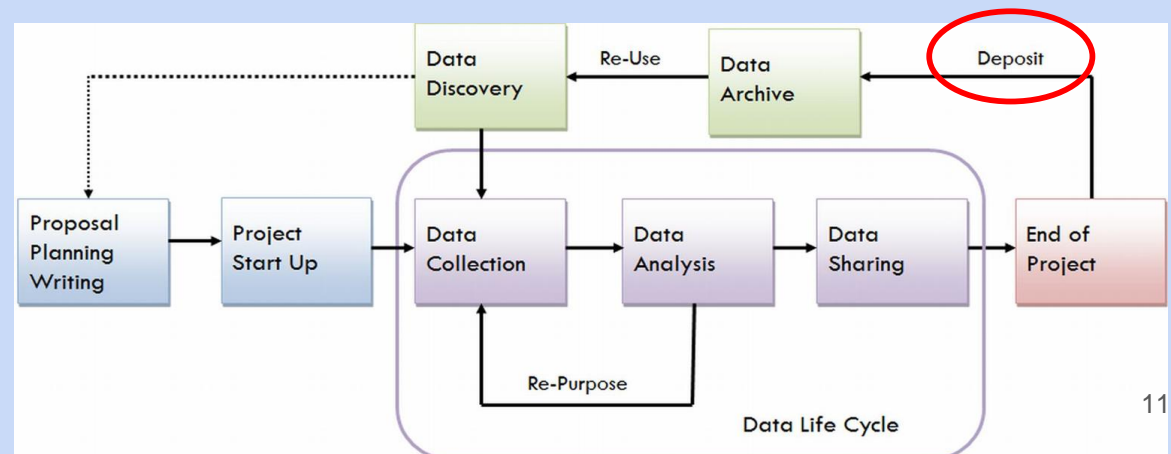 Data
Discovery
Re-Use
Data
Archive
Deposit
Proposal
Planning
Writing
Project
Start Up
Data
Collection
Data
Analysis
Data
Sharing
End of
Project
Re-Purpose
Data Life Cycle
11